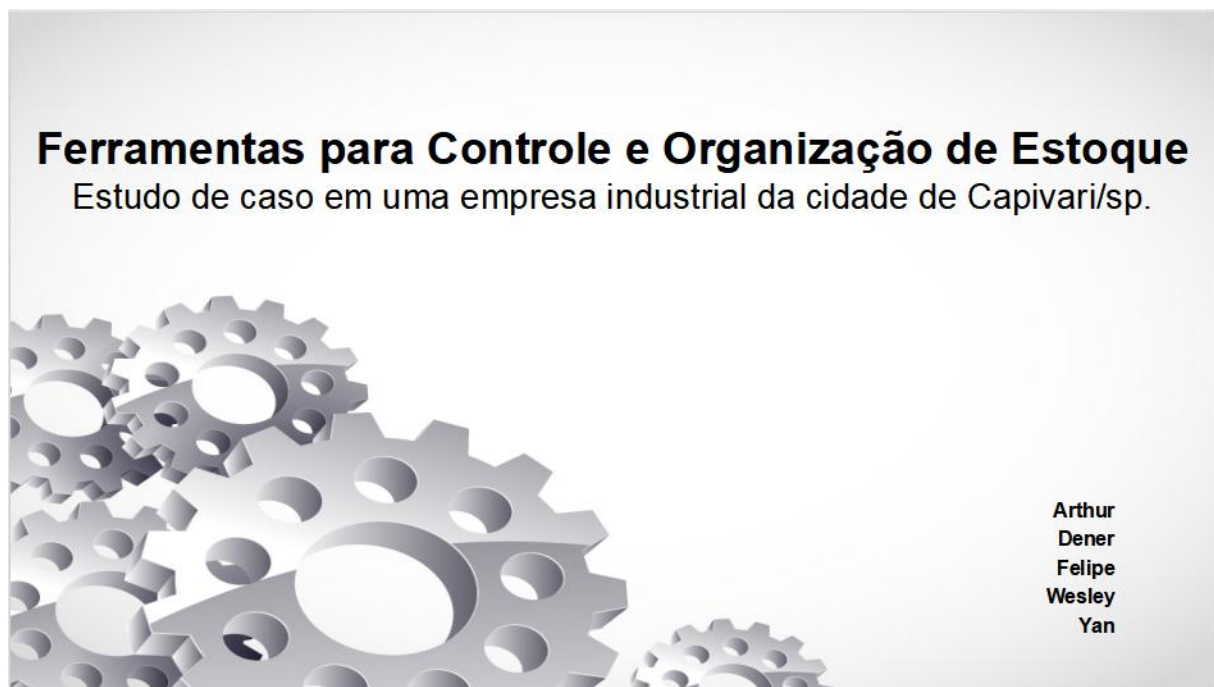 Ferramentas para Controle e Organização de Estoque
Estudo de caso em uma empresa industrial da cidade de Capivari/sp.
Arthur
Dener
Felipe
Wesley
Yan